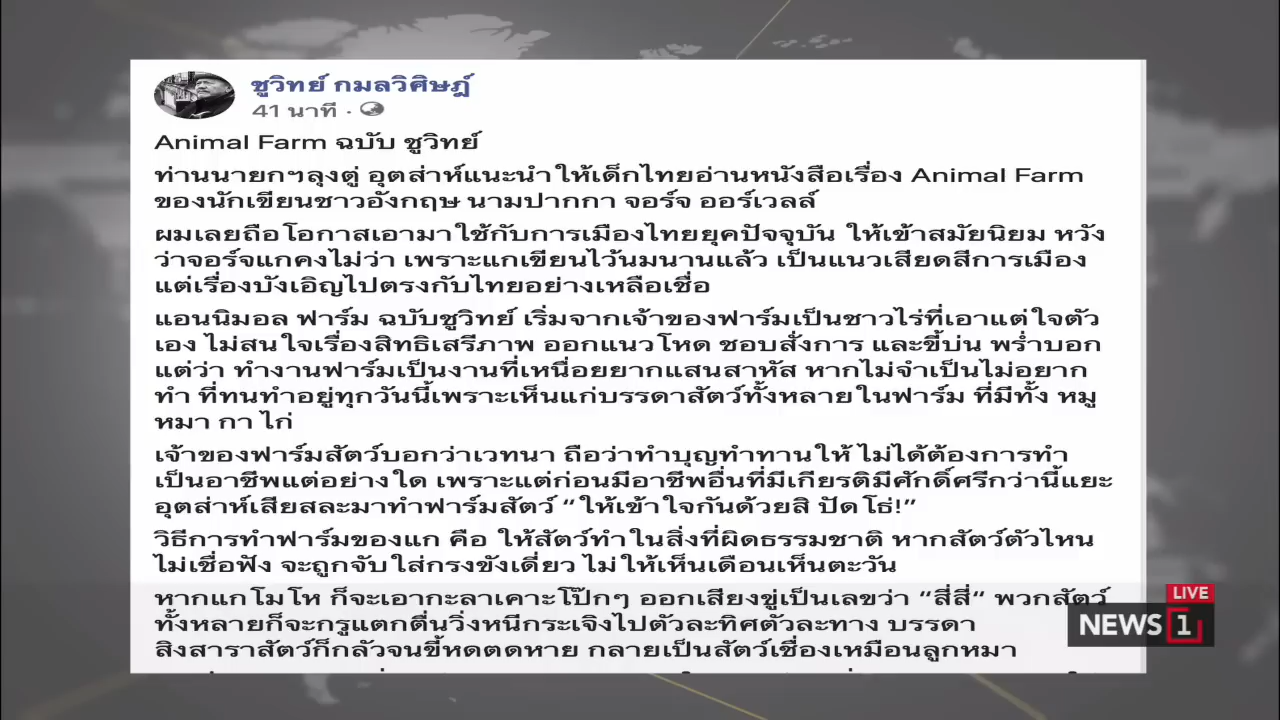 ชูวิทย์ กมลวิศิษฎ์
41 นาที ·
Animal Farm ฉบับ ชูวิทย์
ท่านนายกฯลุงตู่ อุตส่าห์แนะนำให้เด็กไทยอ่านหนังสือเรื่อง Animal Farm
ของนักเขียนชาวอังกฤษ นามปากกา จอร์จ ออร์เวลล์
ผมเลยถือโอกาสเอามาใช้กับการเมืองไทยยุคปัจจุบัน ให้เข้าสมัยนิยม หวัง
ว่าจอร์จแกคงไม่ว่า เพราะแกเขียนไว้นมนานแล้ว เป็นแนวเสียดสีการเมือง
แต่เรื่องบังเอิญไปตรงกับไทยอย่างเหลือเชื่อ
แอนนิมอล ฟาร์ม ฉบับชูวิทย์ เริ่มจากเจ้าของฟาร์มเป็นชาวไร่ที่เอาแต่ใจตัว
เอง ไม่สนใจเรื่องสิทธิเสรีภาพ ออกแนวโหด ชอบสั่งการ และขี้บ่น พร่ำบอก
แต่ว่า ทำงานฟาร์มเป็นงานที่เหนื่อยยากแสนสาหัส หากไม่จำเป็นไม่อยาก
ทำ ที่ทนทำอยู่ทุกวันนี้เพราะเห็นแก่บรรดาสัตว์ทั้งหลายในฟาร์ม ที่มีทั้ง หมู
หมา กา ไก่
เจ้าของฟาร์มสัตว์บอกว่าเวทนา ถือว่าทำบุญทำทานให้ ไม่ได้ต้องการทำ
เป็นอาชีพแต่อย่างใด เพราะแต่ก่อนมีอาชีพอื่นที่มีเกียรติมีศักดิ์ศรีกว่านี้แยะ
อุตส่าห์เสียสละมาทำฟาร์มสัตว์ “ให้เข้าใจกันด้วยสิ ปัดโธ่!”
วิธีการทำฟาร์มของแก คือ ให้สัตว์ทำในสิ่งที่ผิดธรรมชาติ หากสัตว์ตัวไหน
ไม่เชื่อฟัง จะถูกจับใส่กรงขังเดี่ยว ไม่ให้เห็นเดือนเห็นตะวัน
หากแกโมโห ก็จะเอากะลาเคาะโป๊กๆ ออกเสียงขู่เป็นเลขว่า “สี่สี่“ พวกสัตว์
ทั้งหลายก็จะกรูแตกตื่นวิ่งหนีกระเจิงไปตัวละทิศตัวละทาง บรรดา
สิงสาราสัตว์ก็กลัวจนขี้หดตดหาย กลายเป็นสัตว์เชื่องเหมือนลูกหมา
LIVE
NEWS 1